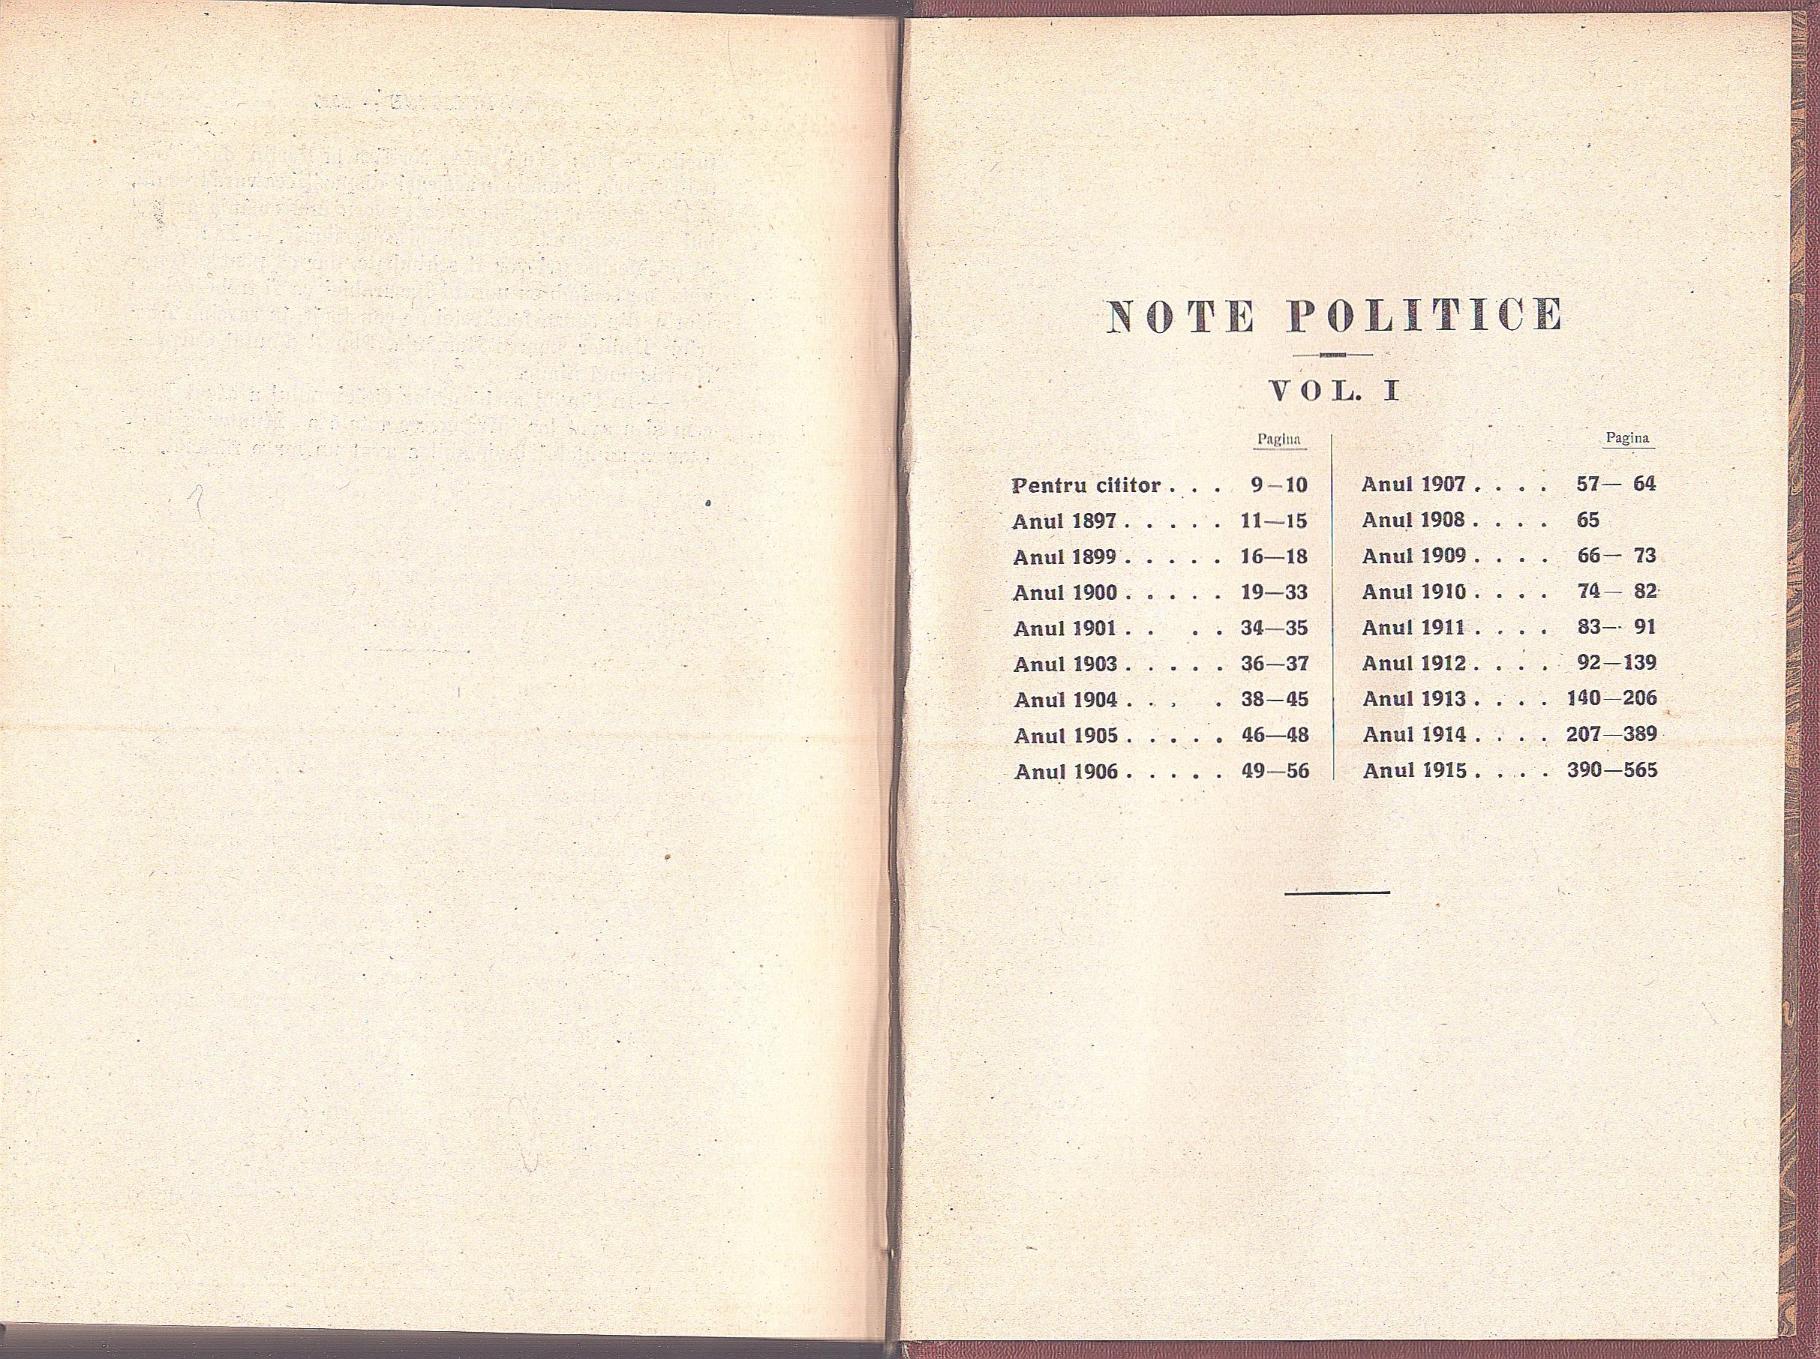 NOTE POLITICE
VOL. I
Pagina
Pentru cititor . . . 9—10
Anul 1897 . . . . . 11—15
Anul 1899 . . . . . 16—18
Anul 1900 . . . . . 19—33
Anul 1901 . . . . 34—35
Anul 1903 . . . . . 36—37
Anul 1904 . . . . 38—45
Anul 1905 . . . . . 46—48
Anul 1906 . . . . . 49—56
Pagina
Anul 1907 . . . . 57— 64
Anul 1908 . . . . 65
Anul 1909 . . . . 66— 73
Anul 1910 . . . . 74— 82
Anul 1911 . . . . 83— 91
Anul 1912 . . . . 92—139
Anul 1913 . . . . 140—206
Anul 1914 . . . . 207—389
Anul 1915 . . . . 390—565